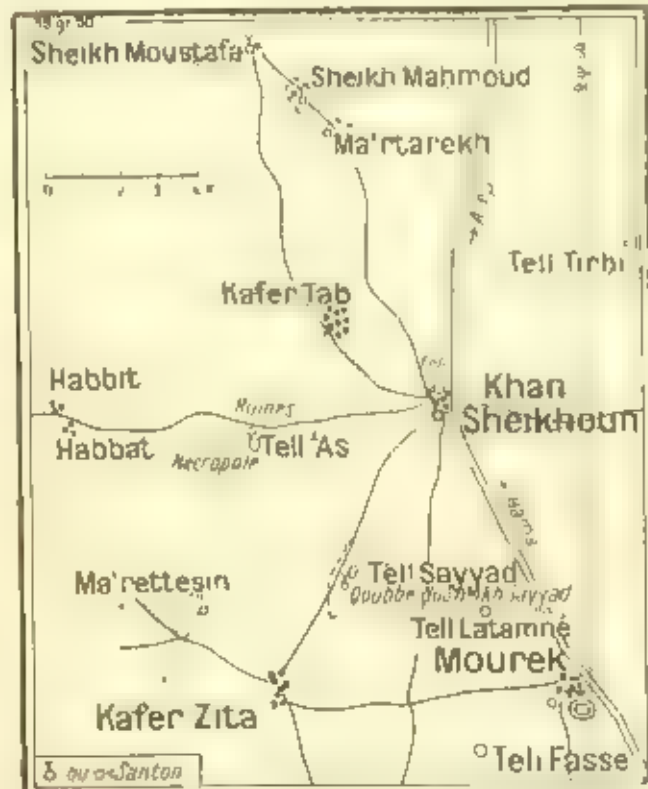 Sheikh Moustafa
Sheikh Mahmoud
Ma'rtarekh
Tell Tirbi
Kafer Tab
Khan
Sheikhoun
Habbit
Habbat
Ruines
Tell 'As
Necropole
Ma'rettesin
Tell Sayyad
Tell Latamné
Mourek
Kafer Zita
Tell Fasse
ou Santon